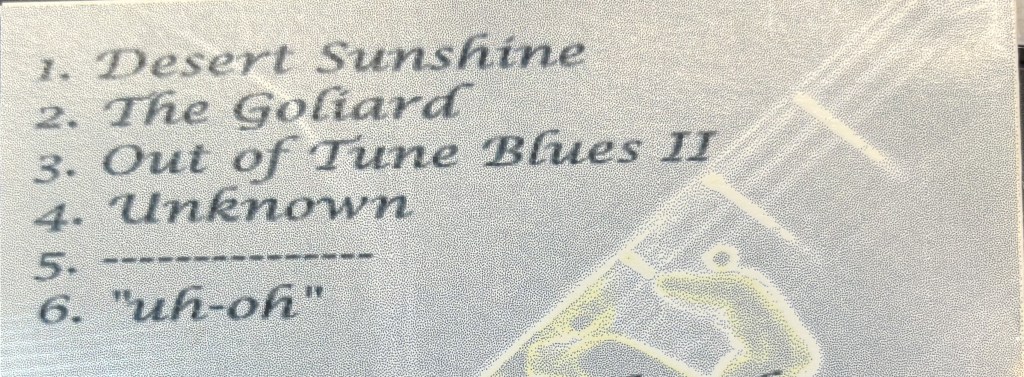 1. Desert Sunshine
2. The Goliard
3. Out of Tune Blues II
4. Unknown
5. ---------------
6. "uh-oh"